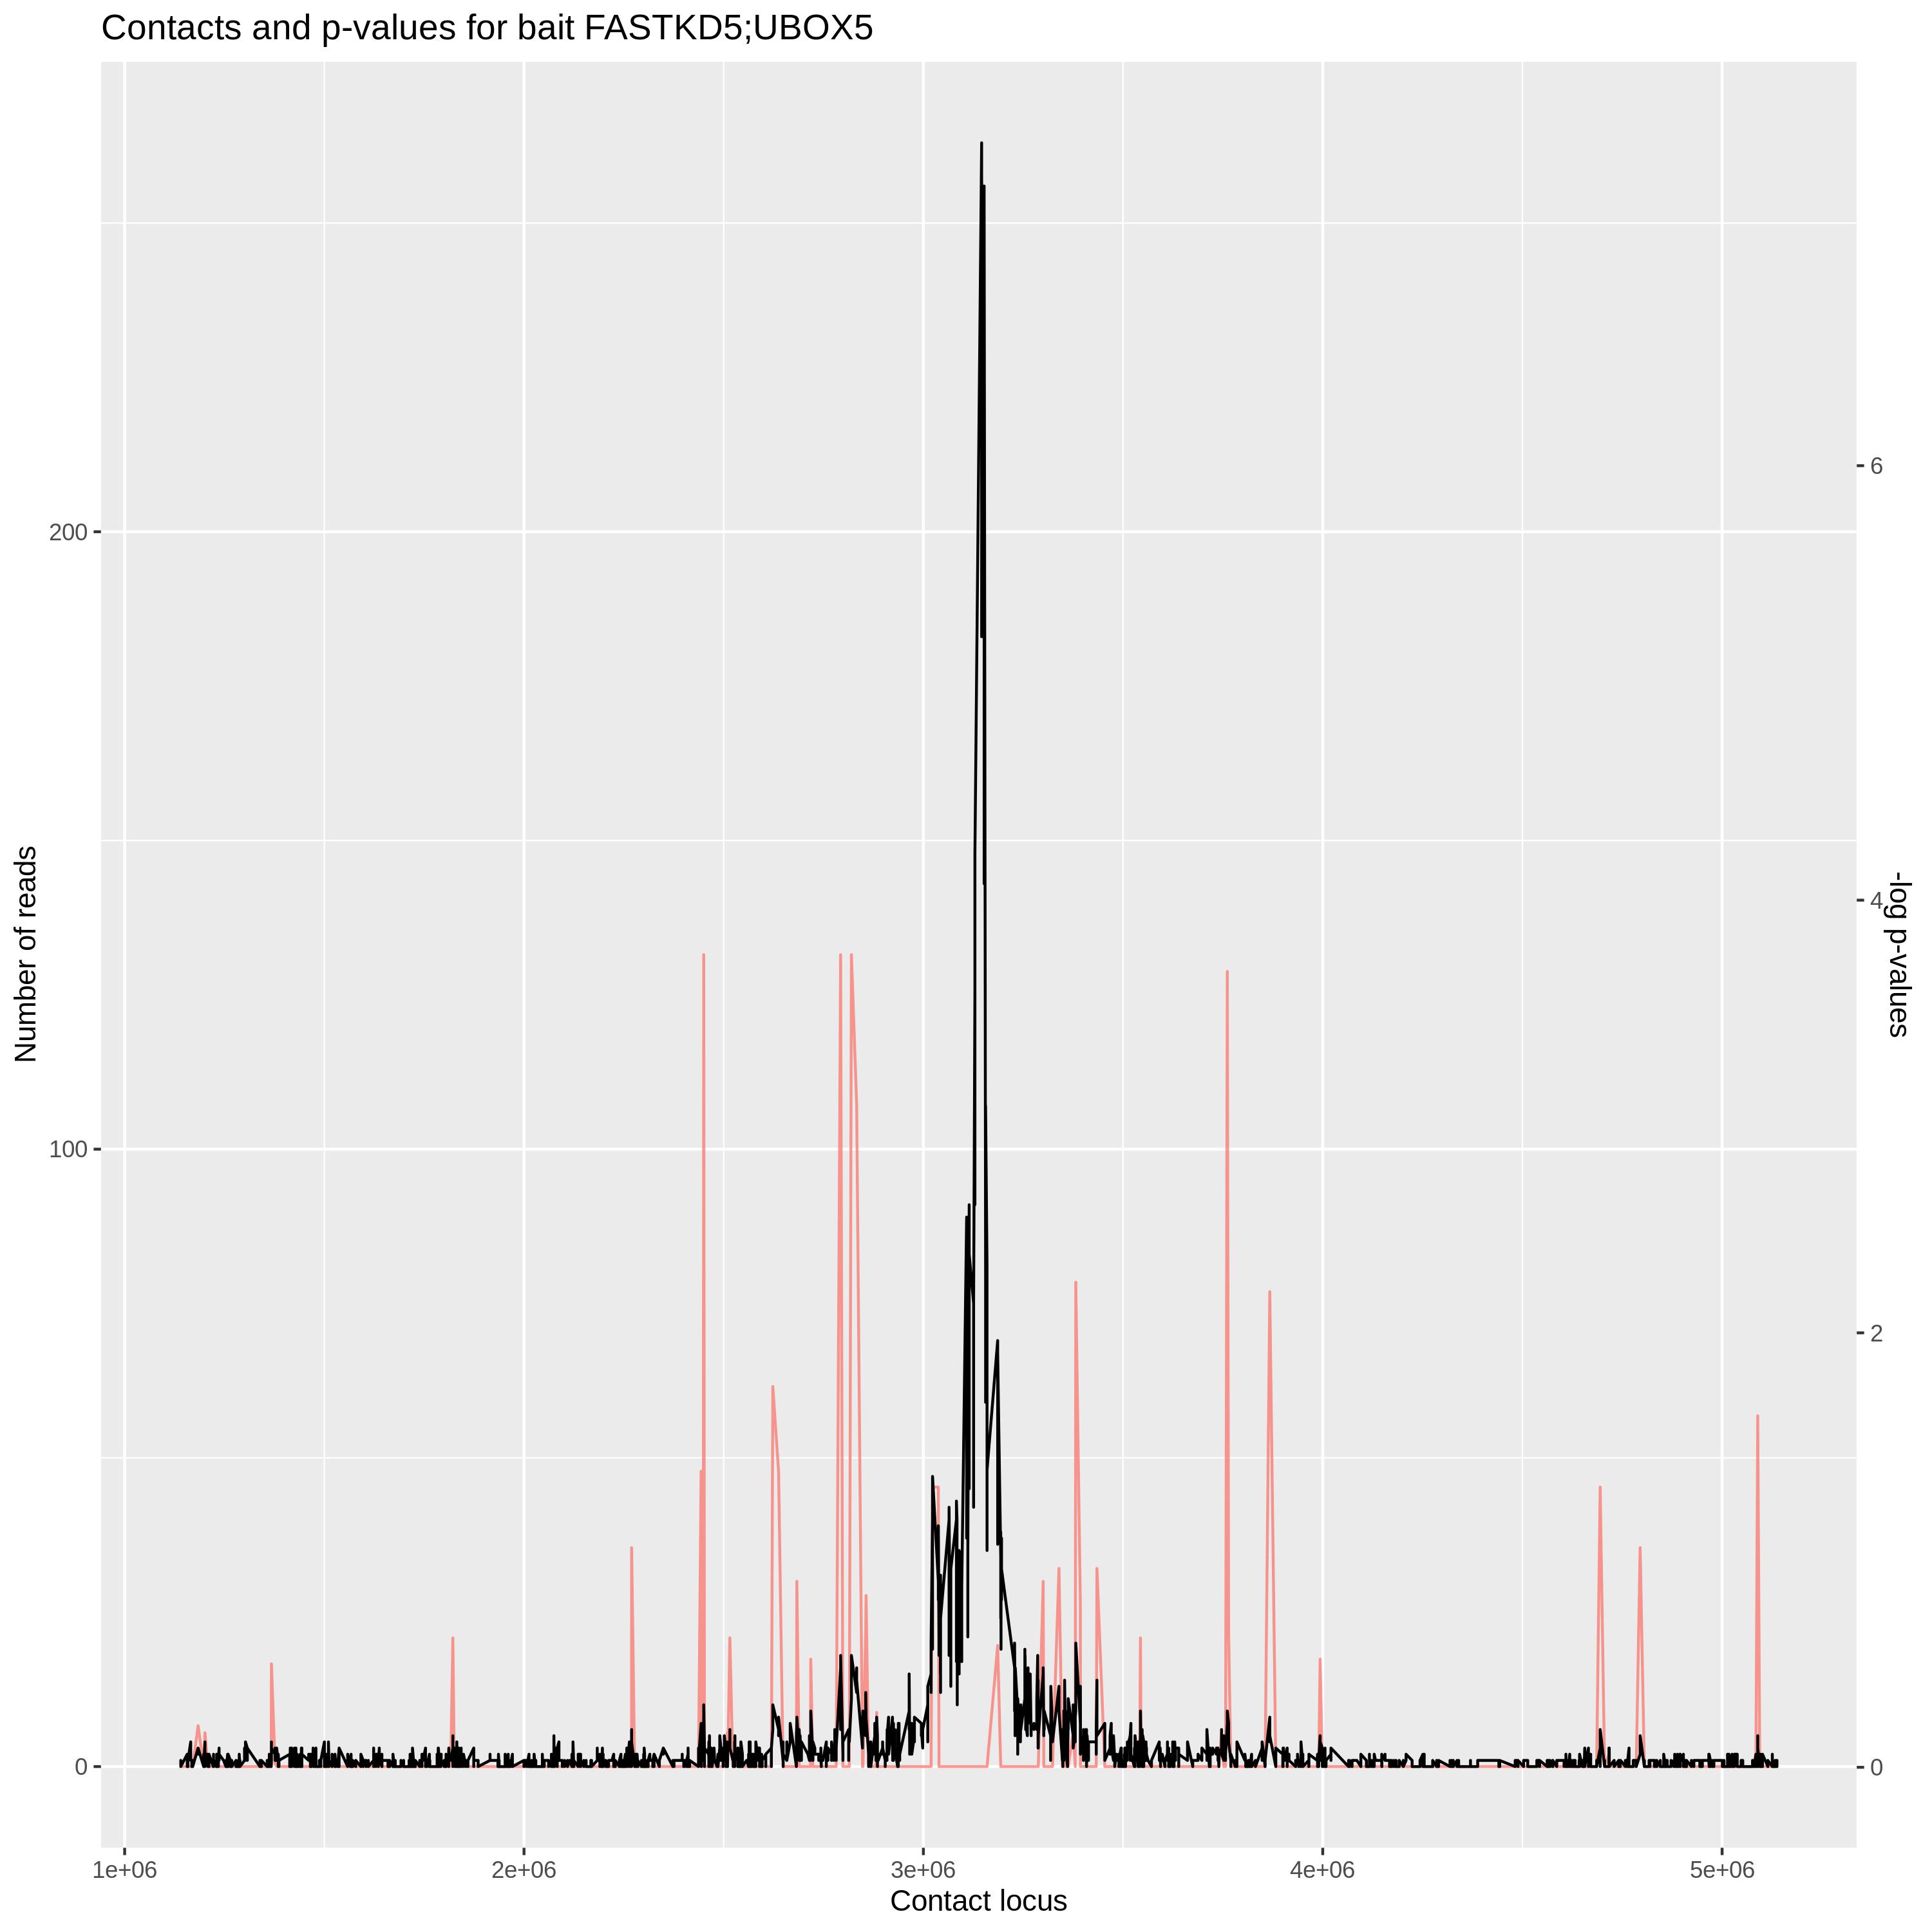 Contacts and p-values for bait FASTKD5;UBOX5
Number of reads
200
100
0
6
4
2
0
-log p-values
1e+06
2e+06
3e+06
4e+06
5e+06
Contact locus